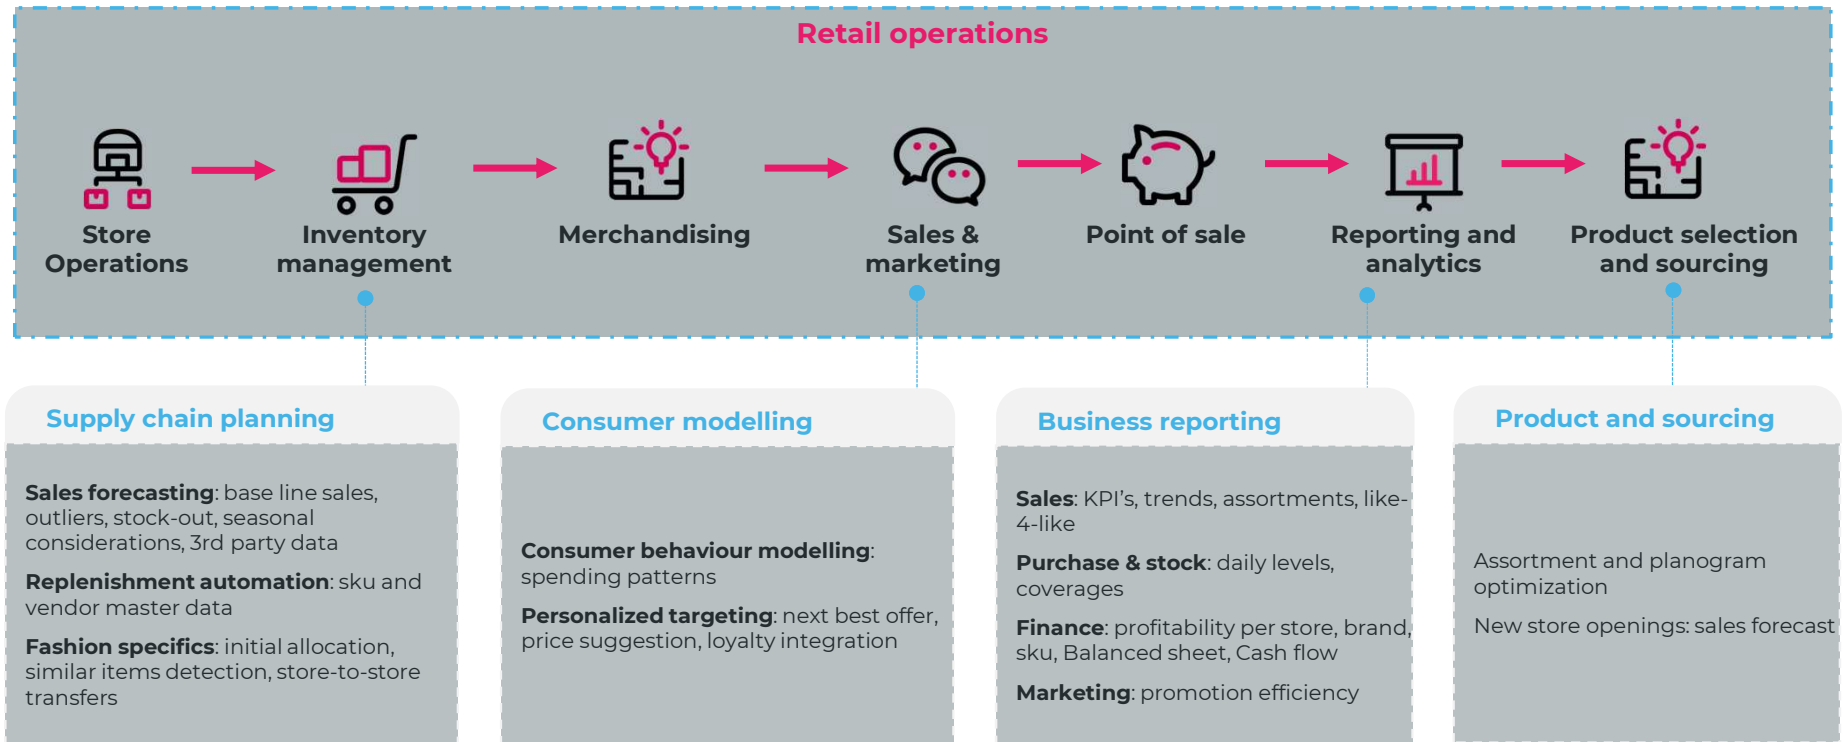 Retail operations
Store
Operations
Inventory
management
Merchandising
Sales &
marketing
Point of sale
Reporting and
analytics
Product selection
and sourcing
Supply chain planning
Sales forecasting: base line sales,
outliers, stock-out, seasonal
considerations, 3rd party data
Replenishment automation: sku and
vendor master data
Fashion specifics: initial allocation,
similar items detection, store-to-store
transfers
Consumer modelling
Consumer behaviour modelling:
spending patterns
Personalized targeting: next best offer,
price suggestion, loyalty integration
Business reporting
Sales: KPI's, trends, assortments, like-
4-like
Purchase & stock: daily levels,
coverages
Finance: profitability per store, brand,
sku, Balanced sheet, Cash flow
Marketing: promotion efficiency
Product and sourcing
Assortment and planogram
optimization
New store openings: sales forecast